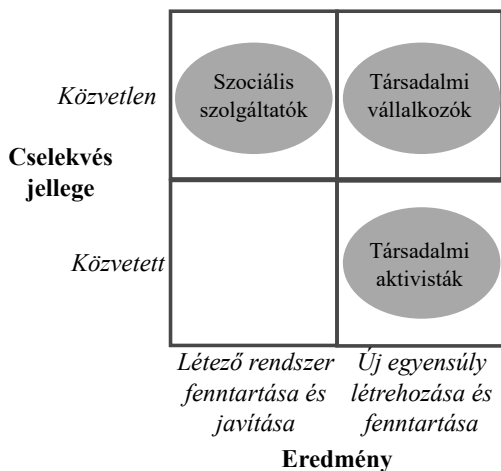 Közvetlen
Szociális
szolgáltatók
Társadalmi
vállalkozók
Cselekvés
jellege
Közvetett
Társadalmi
aktivisták
Létező rendszer
fenntartása és
javítása
Új egyensúly
létrehozása és
fenntartása
Eredmény